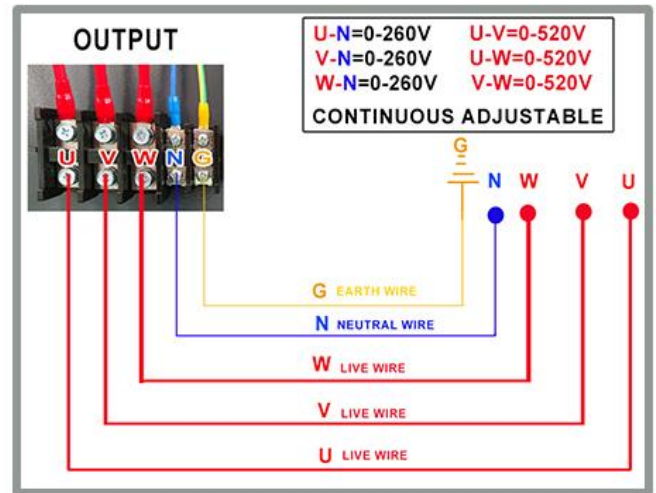 OUTPUT
U-N=0-260V U-V=0-520V
V-N=0-260V U-W=0-520V
W-N=0-260V V-W=0-520V
CONTINUOUS ADJUSTABLE
U V W N G
G
N W V U
G EARTH WIRE
N NEUTRAL WIRE
W LIVE WIRE
V LIVE WIRE
U LIVE WIRE